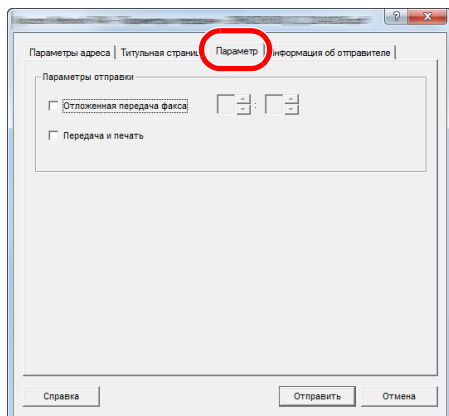 Параметры адреса Титульная страниц Параметр нформация об отправителе
Параметры отправки
Отложенная передача факса :
Передача и печать
Справка Отправить Отмена